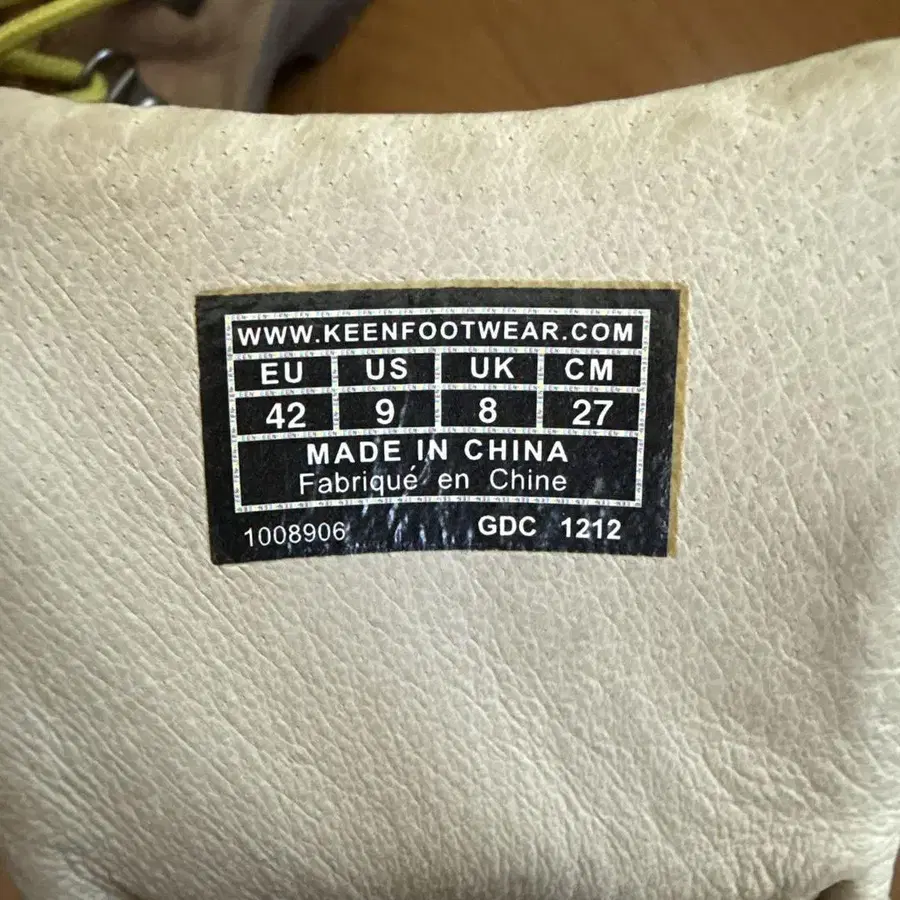 WWW.KEENFOOTWEAR.COM
EU US UK CM
42 9 8 27
MADE IN CHINA
Fabriqué en Chine
1008906 GDC 1212